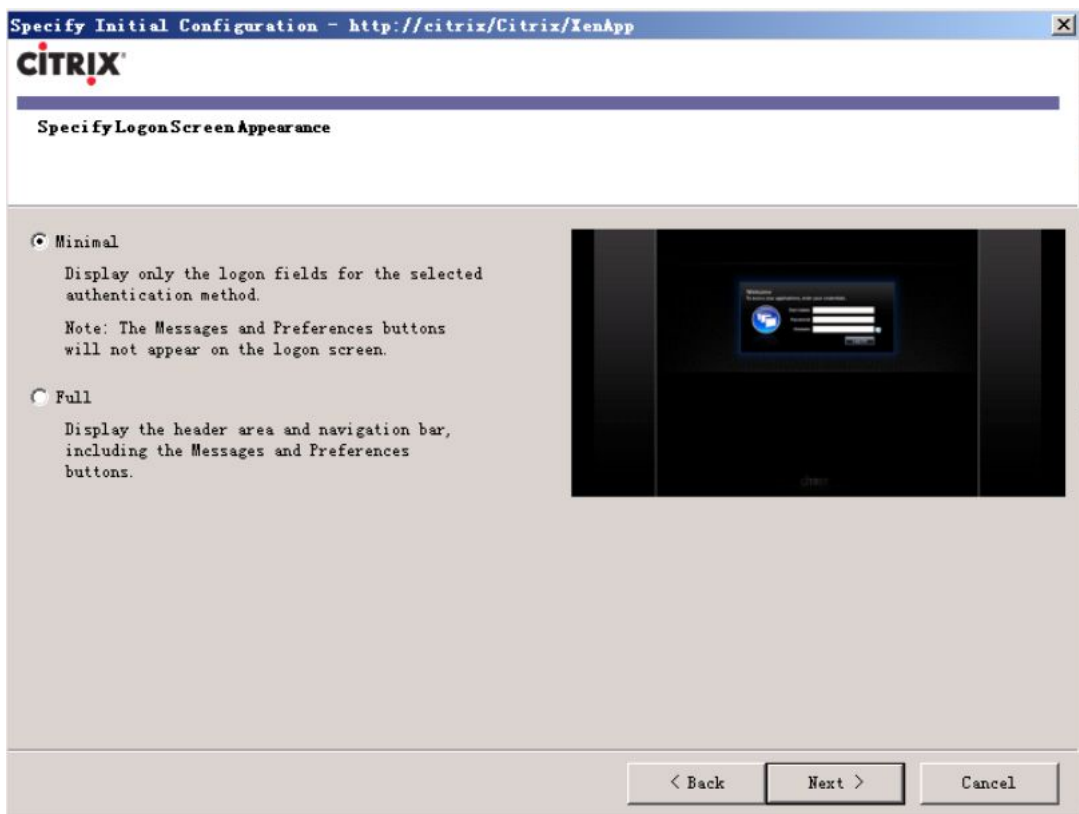 Specify Initial Configuration - http://citrix/Citrix/XenApp
CITRIX
Specify Logon Screen Appearance
Minimal
Display only the logon fields for the selected
authentication method.
Note: The Messages and Preferences buttons
will not appear on the logon screen.
Full
Display the header area and navigation bar,
including the Messages and Preferences
buttons.
Welcome
CITRIX
< Back
Next >
Cancel